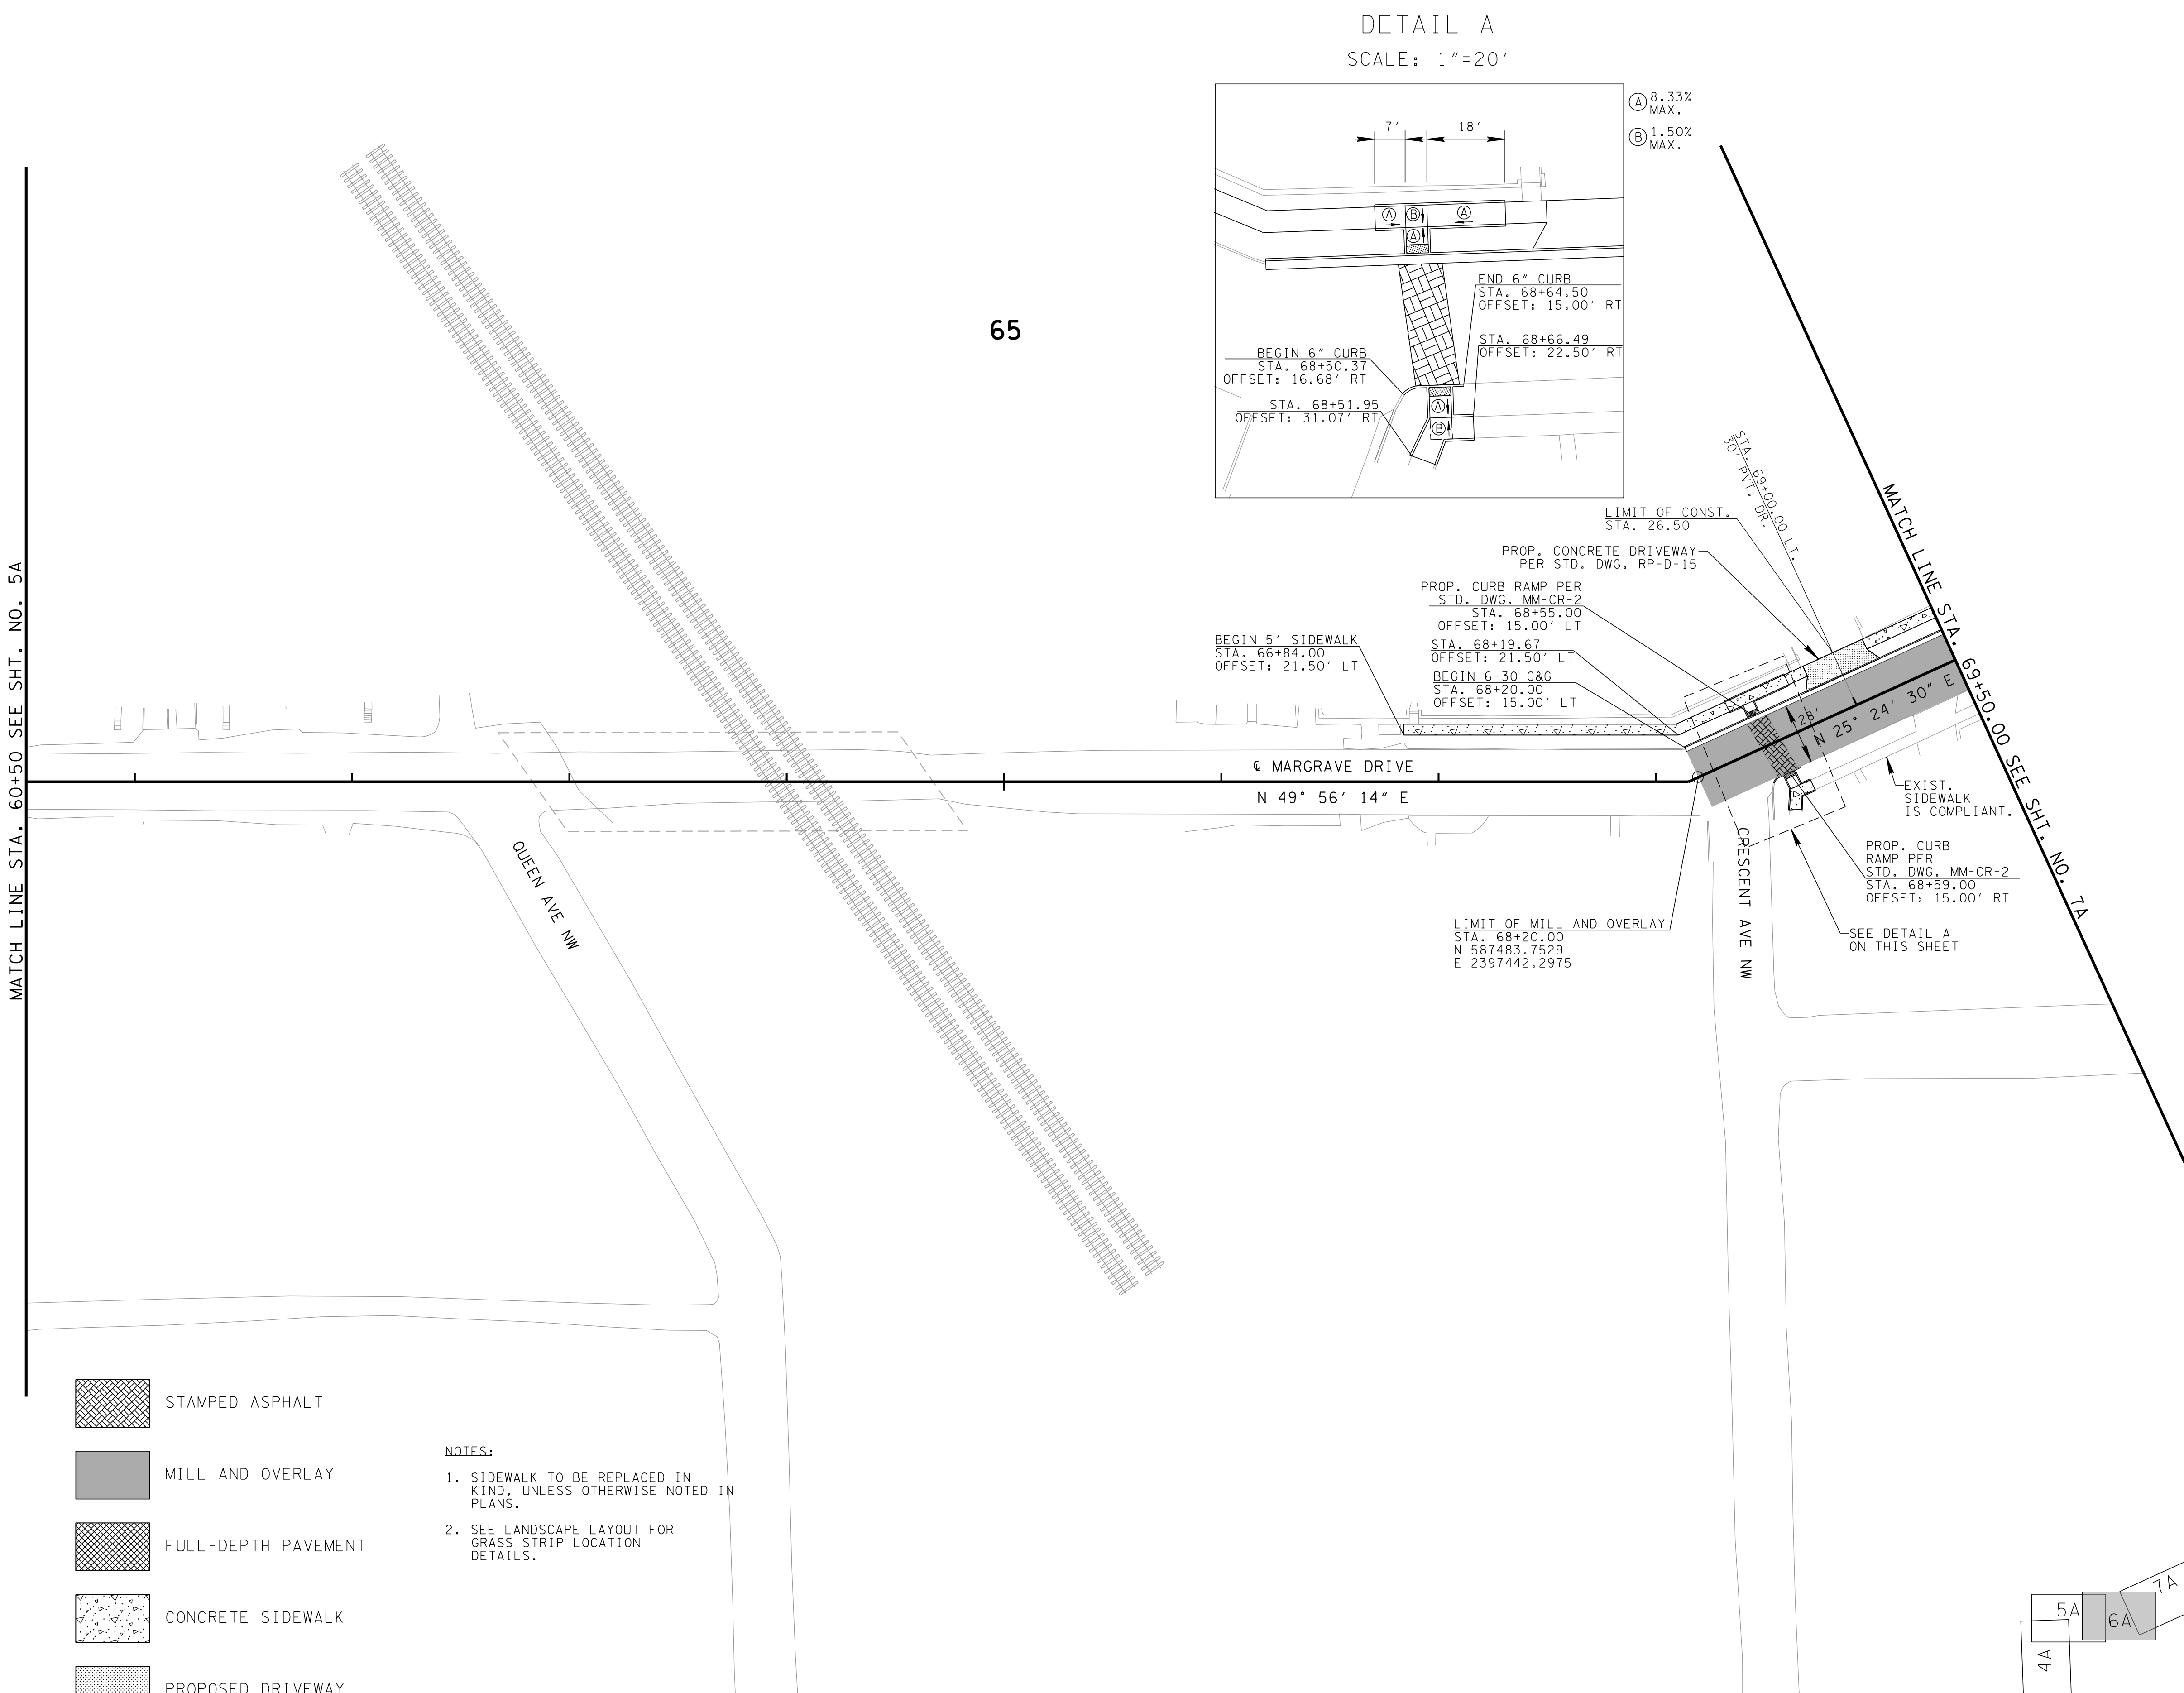 DETAIL A
SCALE: 1"=20'
A 8.33%
MAX.
B 1.50%
MAX.
7'
18'
A
B
A
A
END 6" CURB
STA. 68+64.50
OFFSET: 15.00' RT
STA. 68+66.49
OFFSET: 22.50' RT
BEGIN 6" CURB
STA. 68+50.37
OFFSET: 16.68' RT
STA. 68+51.95
OFFSET: 31.07' RT
A
B
65
MATCH LINE STA. 60+50 SEE SHT. NO. 5A
STA. 69+00.00 LT.
30' PVT. DR.
LIMIT OF CONST.
STA. 26.50
PROP. CONCRETE DRIVEWAY
PER STD. DWG. RP-D-15
PROP. CURB RAMP PER
STD. DWG. MM-CR-2
STA. 68+55.00
OFFSET: 15.00' LT
BEGIN 5' SIDEWALK
STA. 66+84.00
OFFSET: 21.50' LT
STA. 68+19.67
OFFSET: 21.50' LT
BEGIN 6-30 C&G
STA. 68+20.00
OFFSET: 15.00' LT
MATCH LINE STA. 69+50.00 SEE SHT. NO. 7A
28'
N 25° 24' 30" E
℄ MARGRAVE DRIVE
N 49° 56' 14" E
EXIST.
SIDEWALK
IS COMPLIANT.
QUEEN AVE NW
CRESCENT AVE NW
PROP. CURB
RAMP PER
STD. DWG. MM-CR-2
STA. 68+59.00
OFFSET: 15.00' RT
LIMIT OF MILL AND OVERLAY
STA. 68+20.00
N 587483.7529
E 2397442.2975
SEE DETAIL A
ON THIS SHEET
STAMPED ASPHALT
MILL AND OVERLAY
FULL-DEPTH PAVEMENT
CONCRETE SIDEWALK
PROPOSED DRIVEWAY
NOTES:
1. SIDEWALK TO BE REPLACED IN
KIND, UNLESS OTHERWISE NOTED IN
PLANS.
2. SEE LANDSCAPE LAYOUT FOR
GRASS STRIP LOCATION
DETAILS.
7A
5A
6A
4A